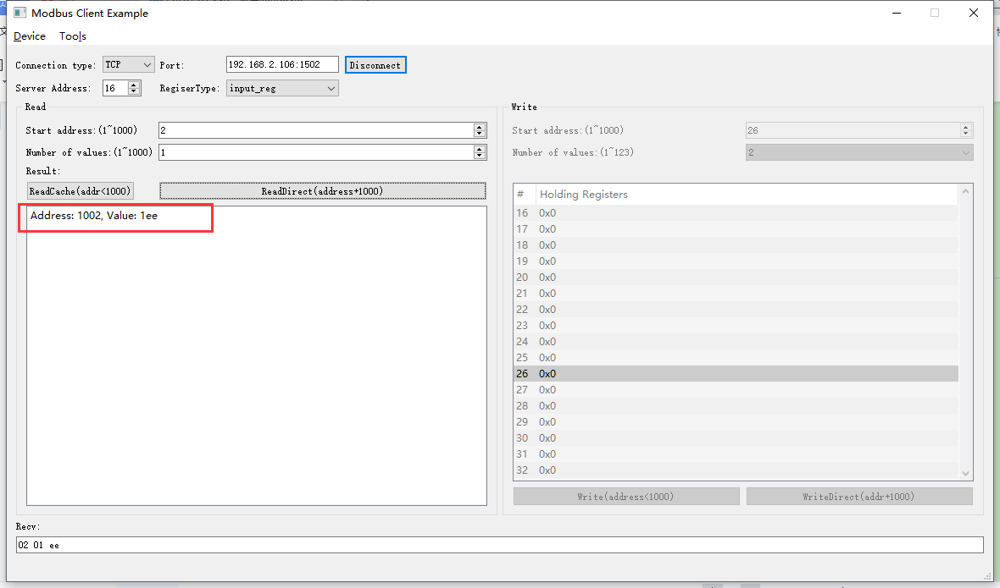 Modbus Client Example
Device Tools
Connection type: TCP Port: 192.168.2.106:1502 Disconnect
Server Address: 16 RegiserType: input_reg
Read
Start address:(1~1000) 2
Number of values:(1~1000) 1
Result:
ReadCache(addr<1000) ReadDirect(address+1000)
Address: 1002, Value: 1ee
Write
Start address:(1~1000) 26
Number of values:(1~123) 2
# Holding Registers
16 0x0
17 0x0
18 0x0
19 0x0
20 0x0
21 0x0
22 0x0
23 0x0
24 0x0
25 0x0
26 0x0
27 0x0
28 0x0
29 0x0
30 0x0
31 0x0
32 0x0
Write(address<1000) WriteDirect(addr+1000)
Recv:
02 01 ee